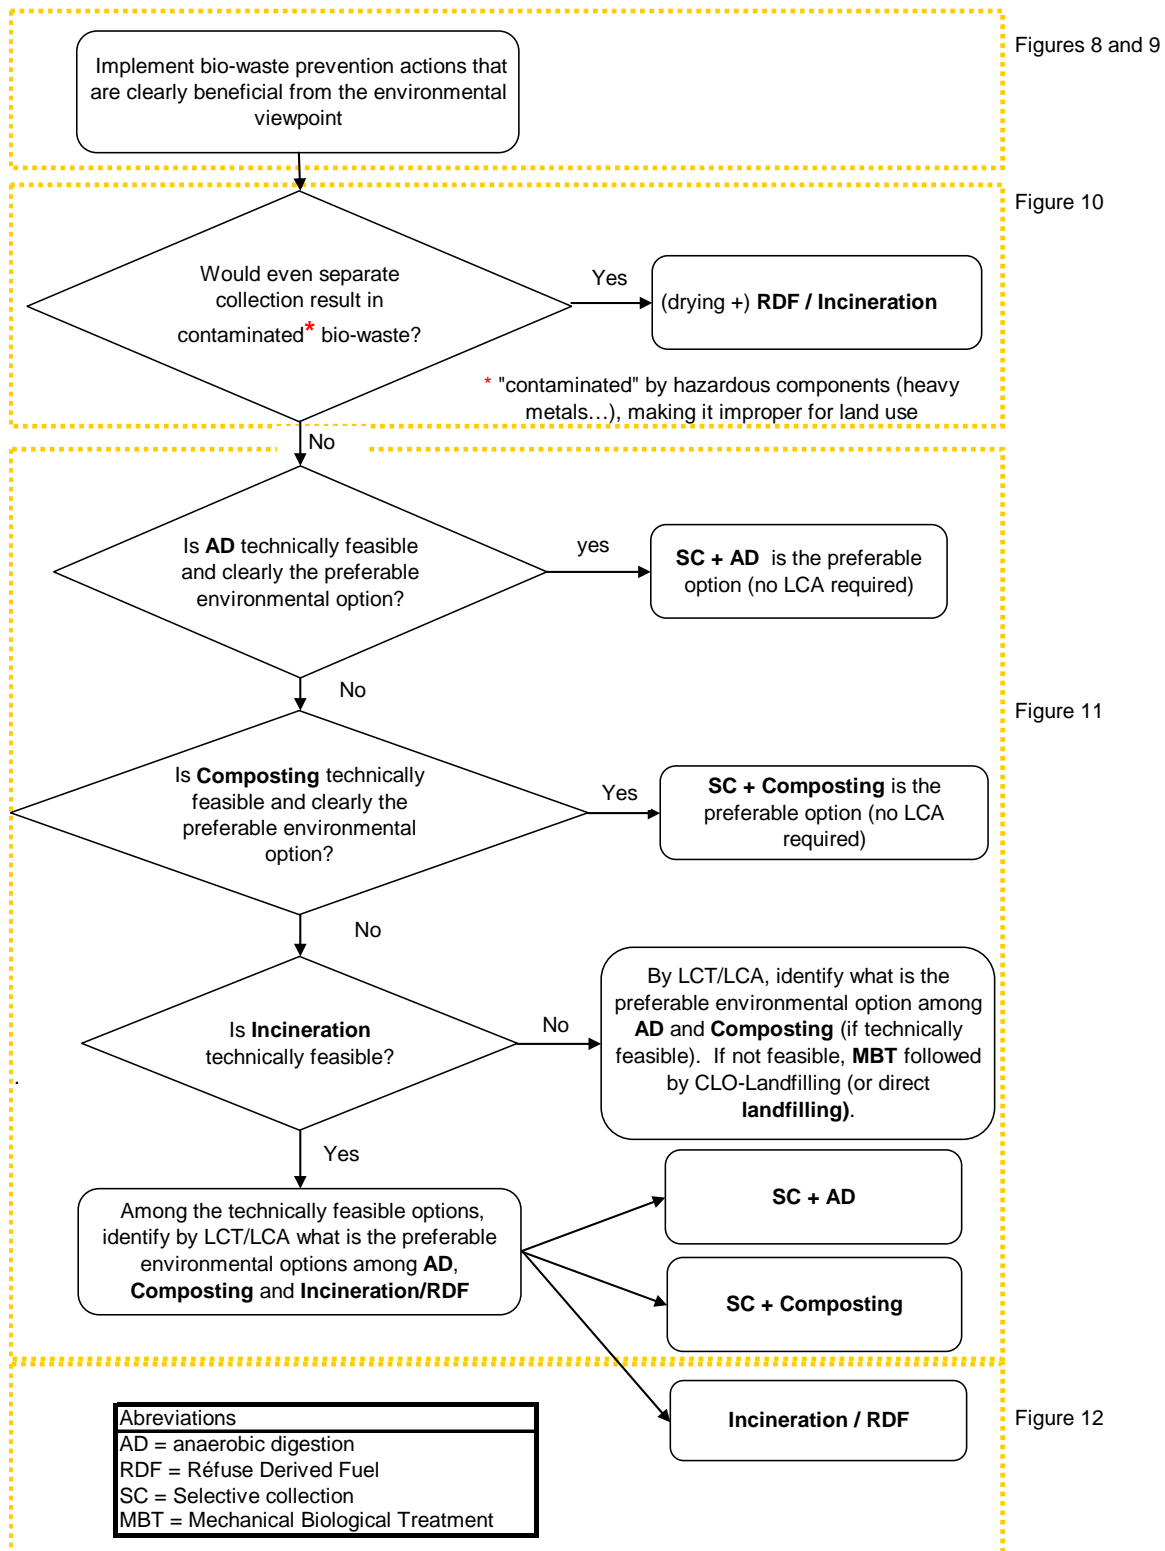 Figures 8 and 9
Implement bio-waste prevention actions that
are clearly beneficial from the environmental
viewpoint
Figure 10
Would even separate
collection result in
contaminated* bio-waste?
Yes
(drying +) RDF / Incineration
* "contaminated" by hazardous components (heavy
metals…), making it improper for land use
No
Is AD technically feasible
and clearly the preferable
environmental option?
yes
SC + AD is the preferable
option (no LCA required)
No
Figure 11
Is Composting technically
feasible and clearly the
preferable environmental
option?
Yes
SC + Composting is the
preferable option (no LCA
required)
No
Is Incineration
technically feasible?
No
By LCT/LCA, identify what is the
preferable environmental option among
AD and Composting (if technically
feasible). If not feasible, MBT followed
by CLO-Landfilling (or direct
landfilling).
.
Yes
Among the technically feasible options,
identify by LCT/LCA what is the preferable
environmental options among AD,
Composting and Incineration/RDF
SC + AD
SC + Composting
Incineration / RDF
Figure 12
Abreviations
AD = anaerobic digestion
RDF = Réfuse Derived Fuel
SC = Selective collection
MBT = Mechanical Biological Treatment